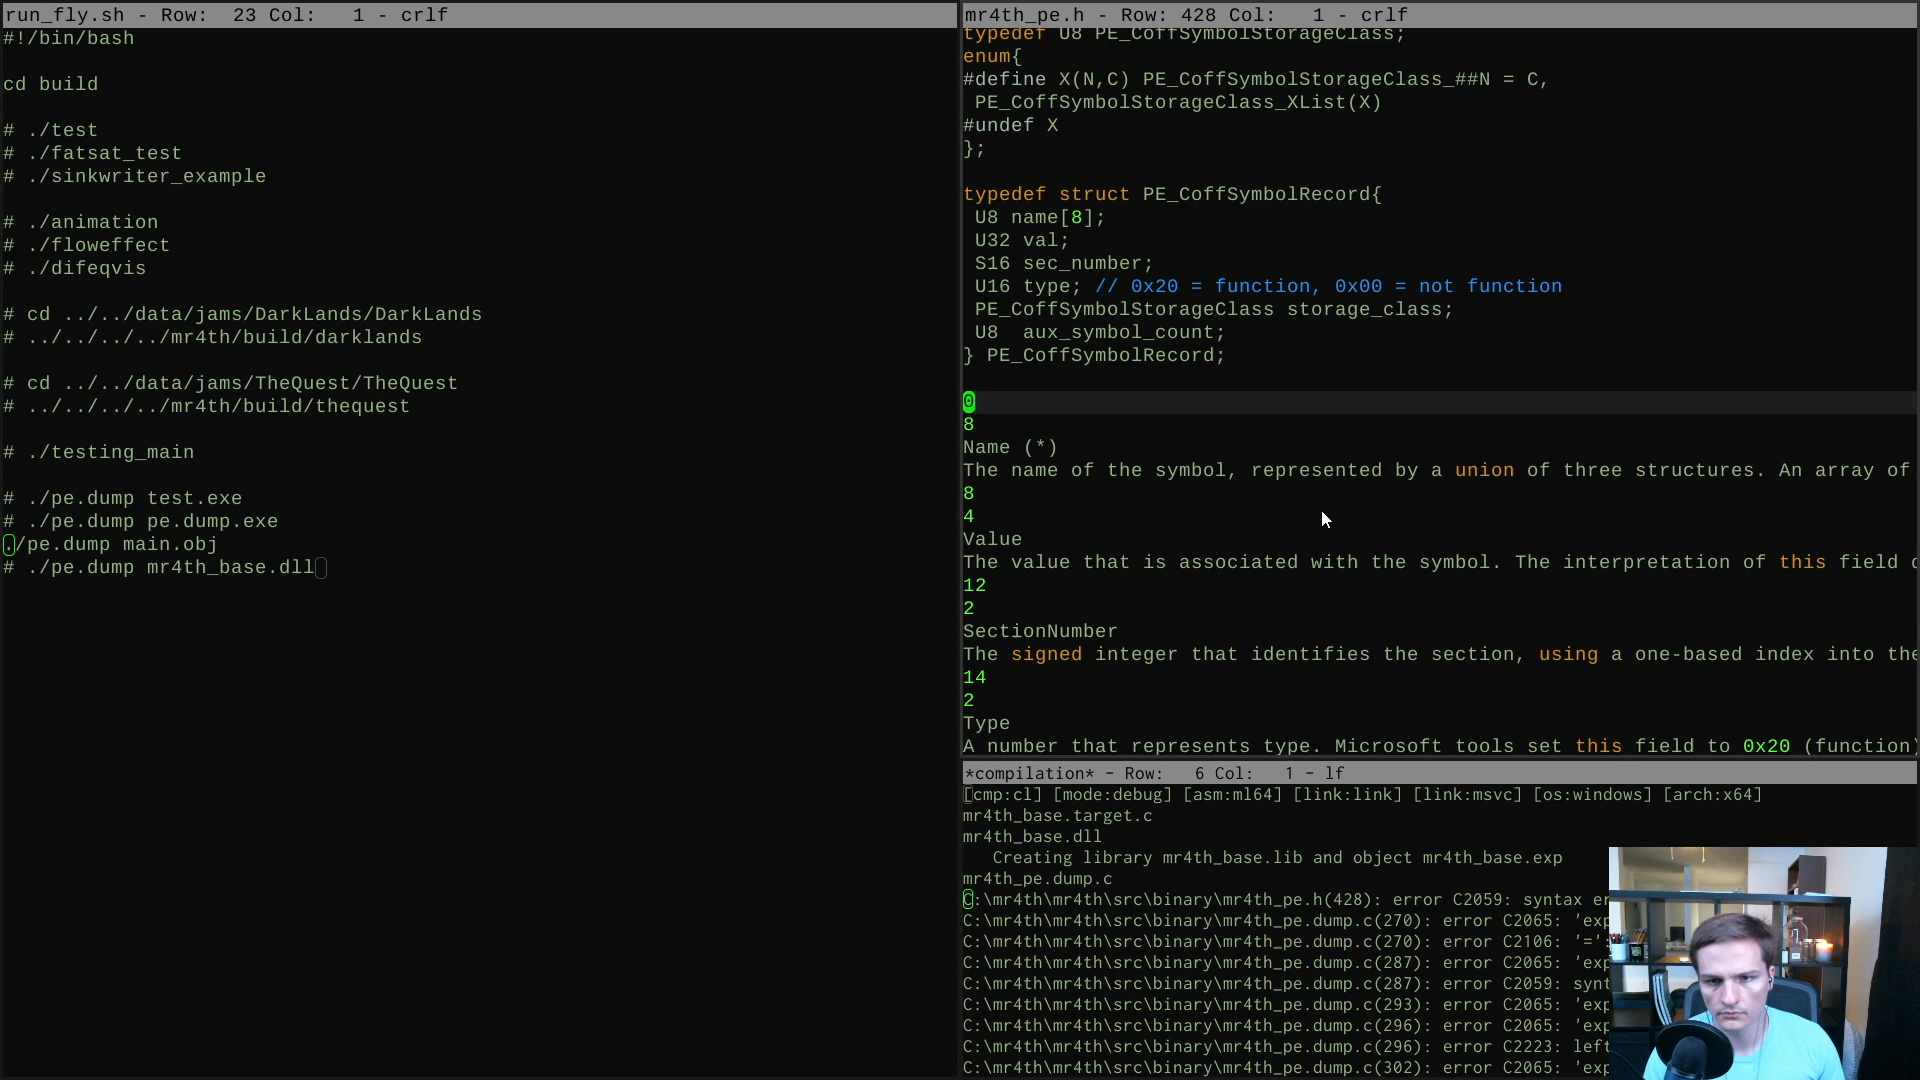 run_fly.sh - Row:  23 Col:   1 - crlf
#!/bin/bash
cd build
# ./test
# ./fatsat_test
# ./sinkwriter_example
# ./animation
# ./floweffect
# ./difeqvis
# cd ../../data/jams/DarkLands/DarkLands
# ../../../../mr4th/build/darklands
# cd ../../data/jams/TheQuest/TheQuest
# ../../../../mr4th/build/thequest
# ./testing_main
# ./pe.dump test.exe
# ./pe.dump pe.dump.exe
./pe.dump main.obj
# ./pe.dump mr4th_base.dll
mr4th_pe.h - Row: 428 Col:   1 - crlf
typedef U8 PE_CoffSymbolStorageClass;
enum{
#define X(N,C) PE_CoffSymbolStorageClass_##N = C,
PE_CoffSymbolStorageClass_XList(X)
#undef X
};
typedef struct PE_CoffSymbolRecord{
U8 name[8];
U32 val;
S16 sec_number;
U16 type; // 0x20 = function, 0x00 = not function
PE_CoffSymbolStorageClass storage_class;
U8  aux_symbol_count;
} PE_CoffSymbolRecord;
0
8
Name (*)
The name of the symbol, represented by a union of three structures. An array of
8
4
Value
The value that is associated with the symbol. The interpretation of this field
12
2
SectionNumber
The signed integer that identifies the section, using a one-based index into the
14
2
Type
A number that represents type. Microsoft tools set this field to 0x20 (function)
*compilation* - Row:   6 Col:   1 - lf
[cmp:cl] [mode:debug] [asm:ml64] [link:link] [link:msvc] [os:windows] [arch:x64]
mr4th_base.target.c
mr4th_base.dll
Creating library mr4th_base.lib and object mr4th_base.exp
mr4th_pe.dump.c
C:\mr4th\mr4th\src\binary\mr4th_pe.h(428): error C2059: syntax er
C:\mr4th\mr4th\src\binary\mr4th_pe.dump.c(270): error C2065: 'exp
C:\mr4th\mr4th\src\binary\mr4th_pe.dump.c(270): error C2106: '=':
C:\mr4th\mr4th\src\binary\mr4th_pe.dump.c(287): error C2065: 'exp
C:\mr4th\mr4th\src\binary\mr4th_pe.dump.c(287): error C2059: synt
C:\mr4th\mr4th\src\binary\mr4th_pe.dump.c(293): error C2065: 'exp
C:\mr4th\mr4th\src\binary\mr4th_pe.dump.c(296): error C2065: 'exp
C:\mr4th\mr4th\src\binary\mr4th_pe.dump.c(296): error C2223: left
C:\mr4th\mr4th\src\binary\mr4th_pe.dump.c(302): error C2065: 'exp